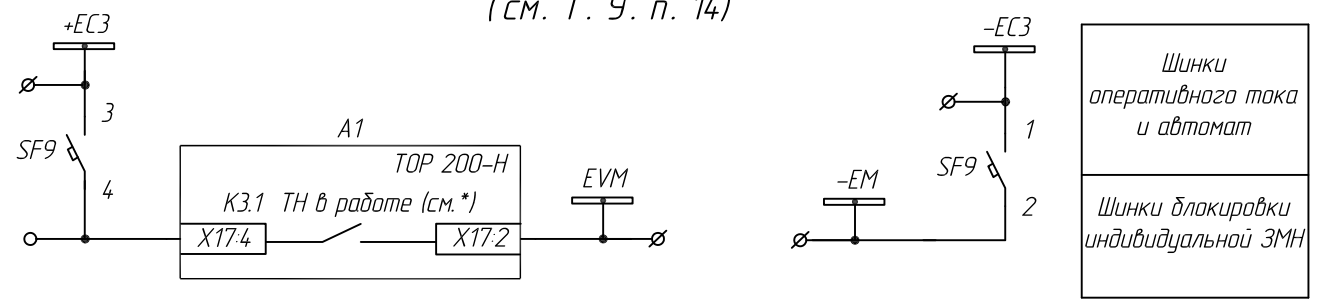 (см. Т. 9. п. 14)
+EC3
-EC3
3
SF9
4
A1
ТОР 200-Н
K3.1 ТН в работе (см.*)
X17:4
X17:2
EVM
-EM
1
SF9
2
Шинки
оперативного тока
и автомат
Шинки блокировки
индивидуальной ЗМН